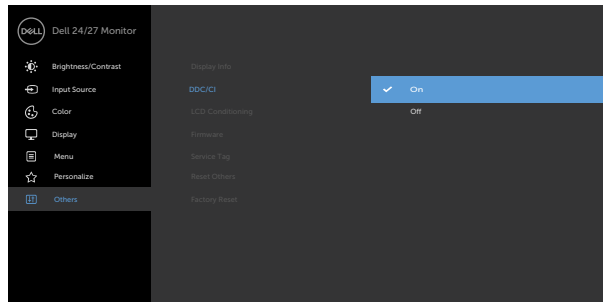 DELL Dell 24/27 Monitor
Brightness/Contrast Display Info
Input Source DDC/CI On
Color LCD Conditioning Off
Display Firmware
Menu Service Tag
Personalize Reset Others
Others Factory Reset